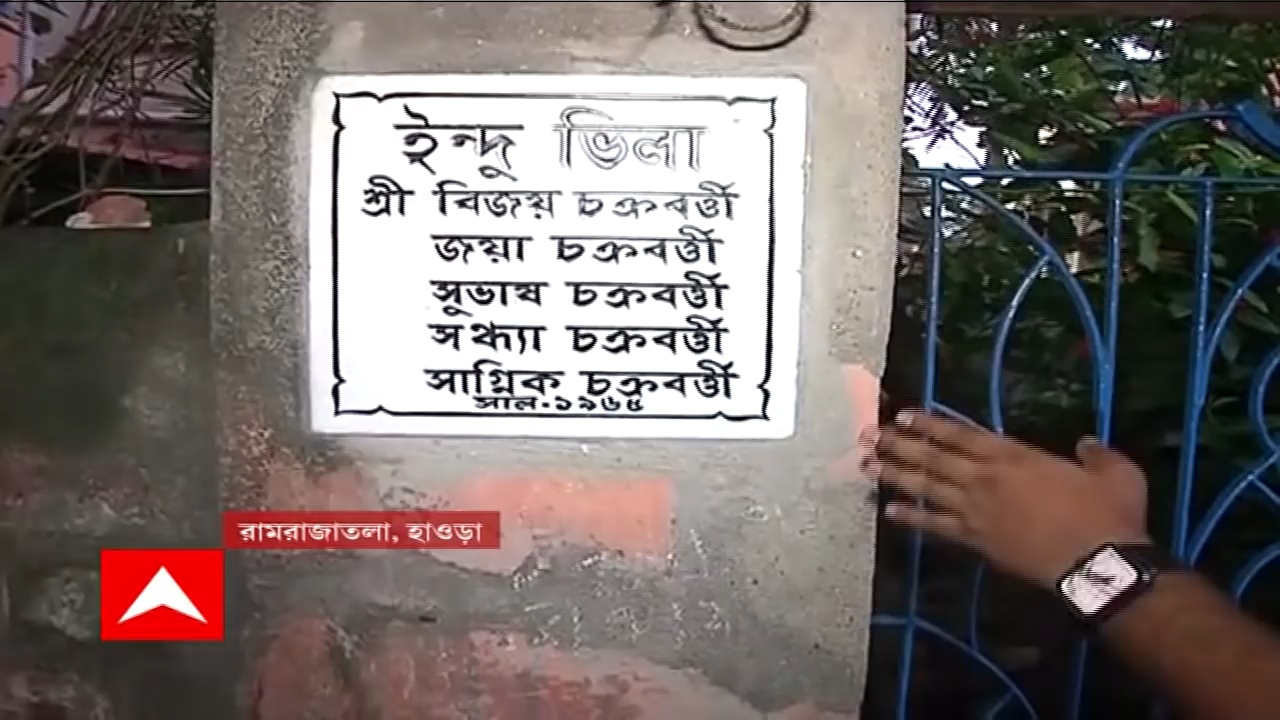 ইন্দু ভিলা
শ্রী বিজয় চক্রবর্ত্তী
জয়া চক্রবর্ত্তী
সুভাষ চক্রবর্ত্তী
সন্ধ্যা চক্রবর্ত্তী
সাগ্নিক চক্রবর্ত্তী
সাল.১৯৬৫
রামরাজাতলা, হাওড়া